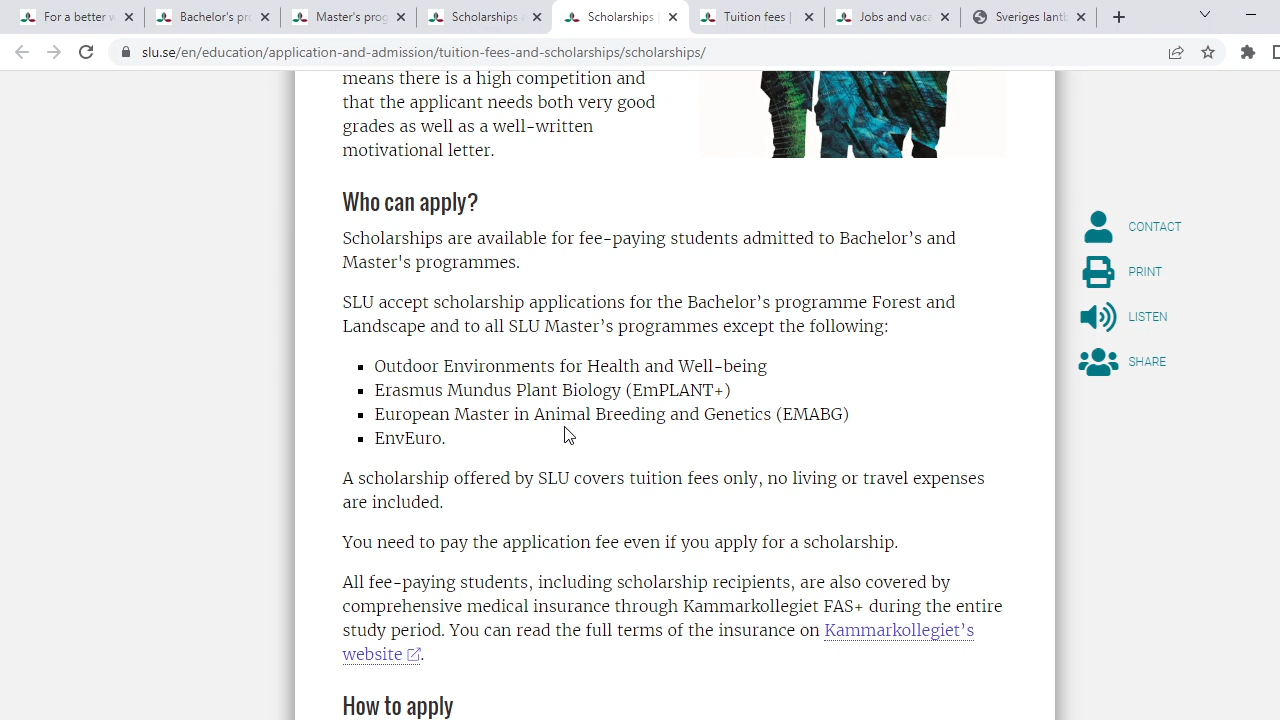 For a better w
Bachelor's pr
Master's prog
Scholarships a
Scholarships |
Tuition fees |
Jobs and vaca
Sveriges lantb
slu.se/en/education/application-and-admission/tuition-fees-and-scholarships/scholarships/
means there is a high competition and
that the applicant needs both very good
grades as well as a well-written
motivational letter.
Who can apply?
Scholarships are available for fee-paying students admitted to Bachelor's and
Master's programmes.
SLU accept scholarship applications for the Bachelor's programme Forest and
Landscape and to all SLU Master's programmes except the following:
Outdoor Environments for Health and Well-being
Erasmus Mundus Plant Biology (EmPLANT+)
European Master in Animal Breeding and Genetics (EMABG)
EnvEuro.
A scholarship offered by SLU covers tuition fees only, no living or travel expenses
are included.
You need to pay the application fee even if you apply for a scholarship.
All fee-paying students, including scholarship recipients, are also covered by
comprehensive medical insurance through Kammarkollegiet FAS+ during the entire
study period. You can read the full terms of the insurance on Kammarkollegiet's
website.
How to apply
CONTACT
PRINT
LISTEN
SHARE